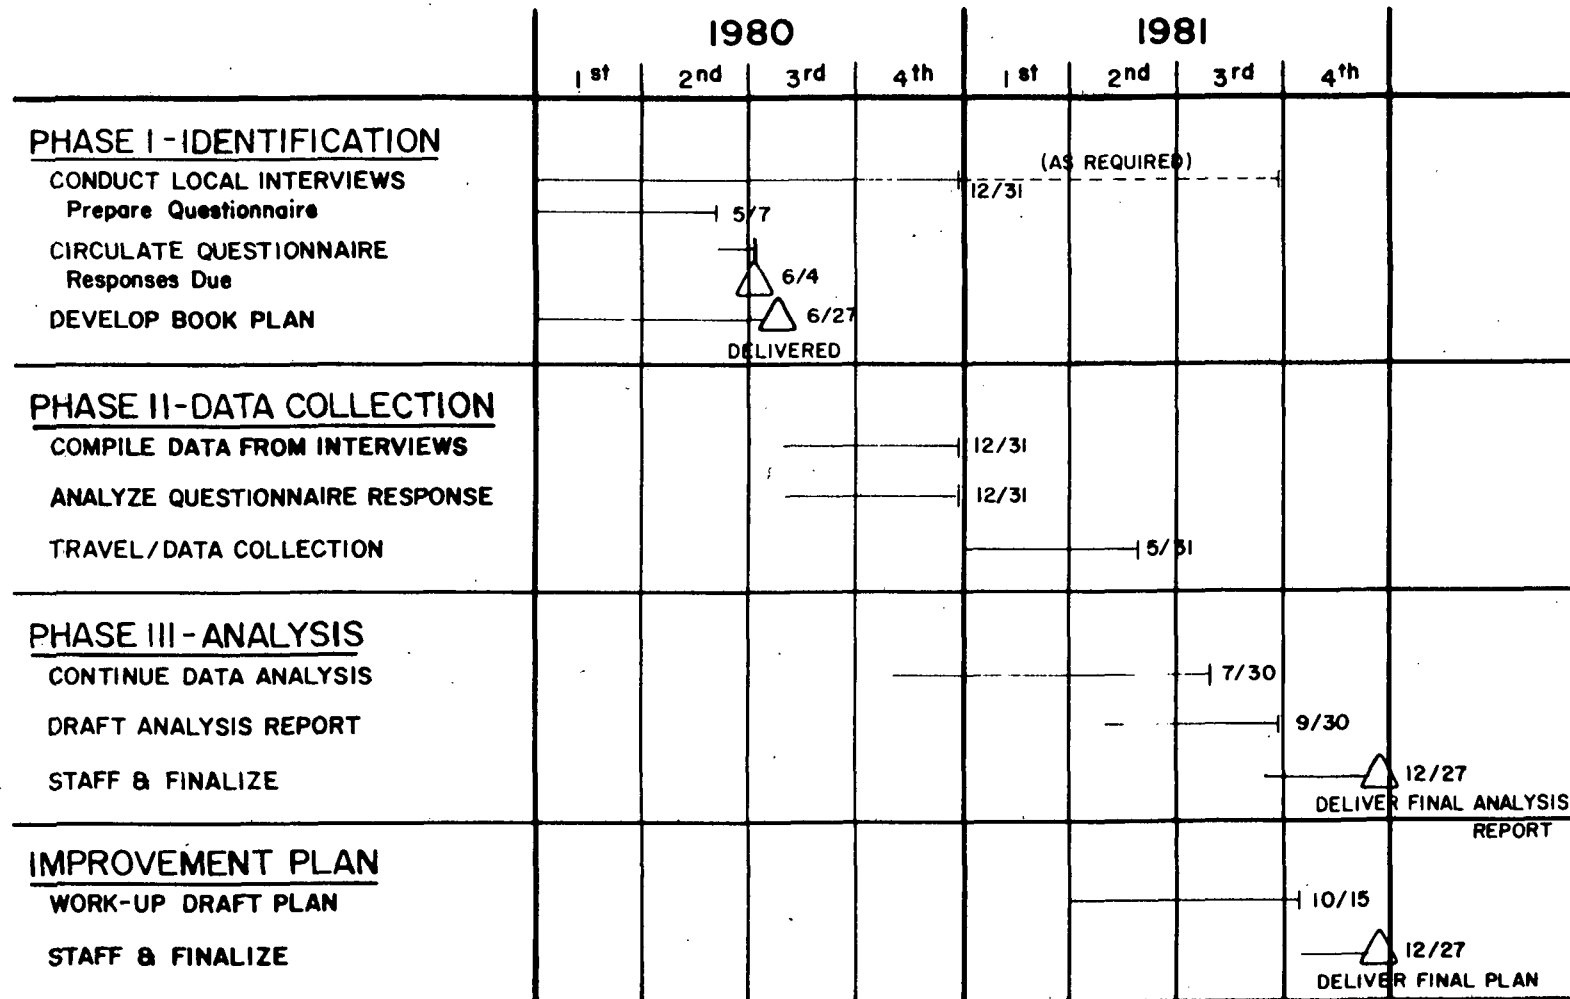 1980 1981
1st 2nd 3rd 4th 1st 2nd 3rd 4th
PHASE I-IDENTIFICATION
(AS REQUIRED)
CONDUCT LOCAL INTERVIEWS 12/31
Prepare Questionnaire 5/7
CIRCULATE QUESTIONNAIRE
Responses Due 6/4
DEVELOP BOOK PLAN 6/27
DELIVERED
PHASE II-DATA COLLECTION
COMPILE DATA FROM INTERVIEWS 12/31
ANALYZE QUESTIONNAIRE RESPONSE 12/31
TRAVEL/DATA COLLECTION 5/31
PHASE III-ANALYSIS
CONTINUE DATA ANALYSIS 7/30
DRAFT ANALYSIS REPORT 9/30
STAFF & FINALIZE 12/27
DELIVER FINAL ANALYSIS
REPORT
IMPROVEMENT PLAN
WORK-UP DRAFT PLAN 10/15
STAFF & FINALIZE 12/27
DELIVER FINAL PLAN